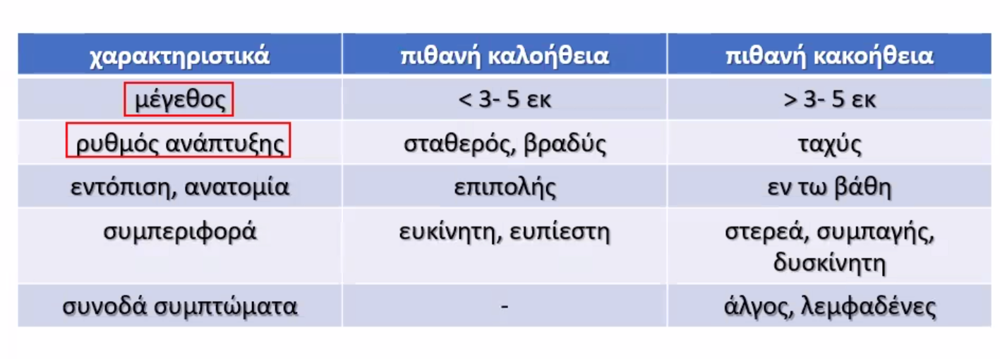 χαρακτηριστικά πιθανή καλοήθεια πιθανή κακοήθεια
μέγεθος < 3- 5 εκ > 3- 5 εκ
ρυθμός ανάπτυξης σταθερός, βραδύς ταχύς
εντόπιση, ανατομία επιπολής εν τω βάθη
συμπεριφορά ευκίνητη, ευπίεστη στερεά, συμπαγής,
δυσκίνητη
συνοδά συμπτώματα - άλγος, λεμφαδένες